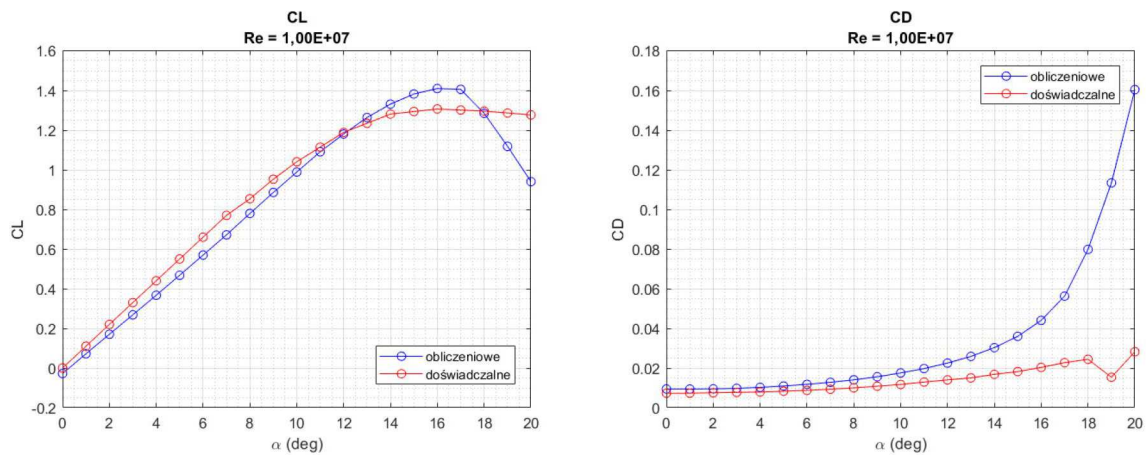 CL
Re = 1,00E+07
1.6
1.4
1.2
1
0.8
0.6
0.4
0.2
0
-0.2
CL
0 2 4 6 8 10 12 14 16 18 20
α (deg)
obliczeniowe
doświadczalne
CD
Re = 1,00E+07
0.18
0.16
0.14
0.12
0.1
0.08
0.06
0.04
0.02
0
CD
0 2 4 6 8 10 12 14 16 18 20
α (deg)
obliczeniowe
doświadczalne